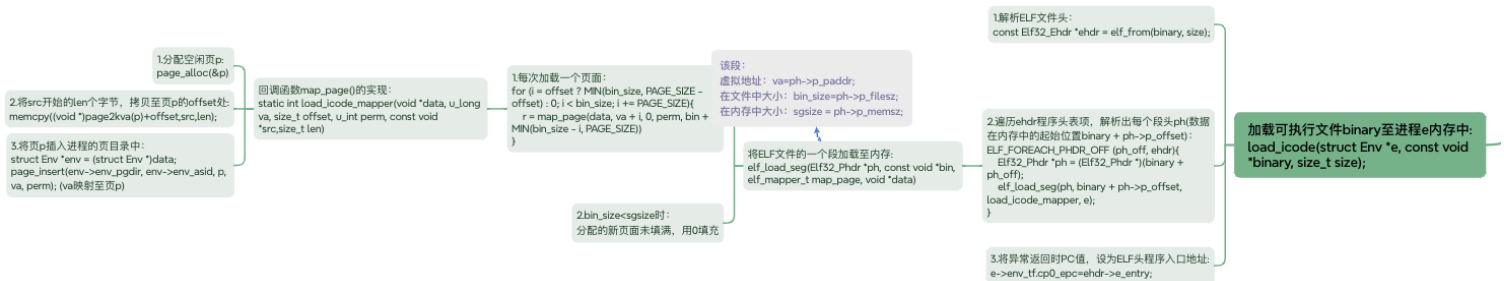 1.解析ELF文件头：
const Elf32_Ehdr *ehdr = elf_from(binary, size);
1.分配空闲页p:
page_alloc(&p)
2.将src开始的len个字节，拷贝至页p的offset处:
memcpy((void *)page2kva(p)+offset,src,len);
3.将页p插入进程的页目录中：
struct Env *env = (struct Env *)data;
page_insert(env->env_pgdir, env->env_asid, p,
va, perm); (va映射至页p)
回调函数map_page()的实现：
static int load_icode_mapper(void *data, u_long
va, size_t offset, u_int perm, const void
*src,size_t len)
1.每次加载一个页面：
for (i = offset ? MIN(bin_size, PAGE_SIZE -
offset) : 0; i < bin_size; i += PAGE_SIZE){
r = map_page(data, va + i, 0, perm, bin +
MIN(bin_size - i, PAGE_SIZE))
}
该段：
虚拟地址：va=ph->p_paddr;
在文件中大小：bin_size=ph->p_filesz;
在内存中大小：sgsize = ph->p_memsz;
将ELF文件的一个段加载至内存:
elf_load_seg(Elf32_Phdr *ph, const void *bin,
elf_mapper_t map_page, void *data)
2.bin_size<sgsize时：
分配的新页面未填满，用0填充
2.遍历ehdr程序头表项，解析出每个段头ph(数据
在内存中的起始位置binary + ph->p_offset)：
ELF_FOREACH_PHDR_OFF (ph_off, ehdr){
Elf32_Phdr *ph = (Elf32_Phdr *)(binary +
ph_off);
elf_load_seg(ph, binary + ph->p_offset,
load_icode_mapper, e);
}
3.将异常返回时PC值，设为ELF头程序入口地址:
e->env_tf.cp0_epc=ehdr->e_entry;
加载可执行文件binary至进程e内存中:
load_icode(struct Env *e, const void
*binary, size_t size);